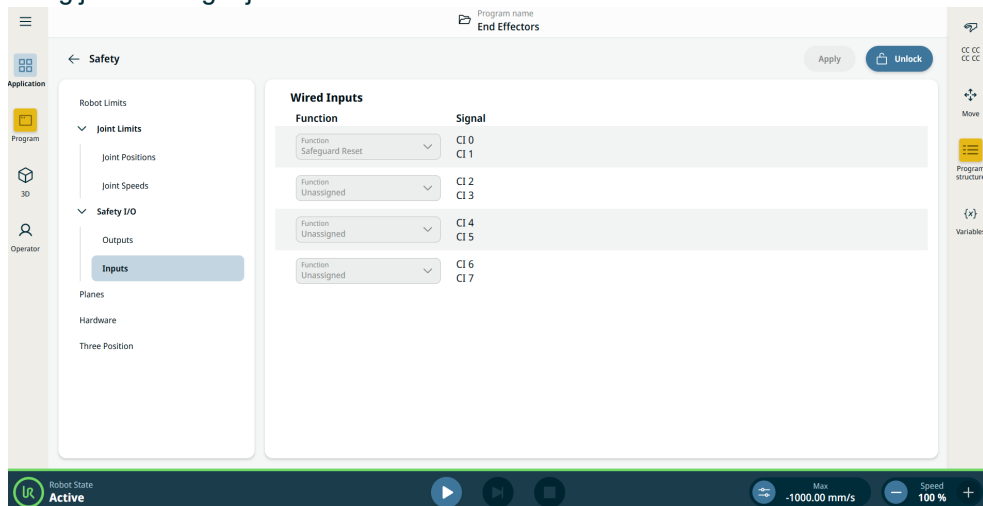 Program name
End Effectors
Application
Program
3D
Operator
Safety
Apply
Unlock
Robot Limits
Joint Limits
Joint Positions
Joint Speeds
Safety I/O
Outputs
Inputs
Planes
Hardware
Three Position
Wired Inputs
Function Signal
Function
Safeguard Reset
CI 0
CI 1
Function
Unassigned
CI 2
CI 3
Function
Unassigned
CI 4
CI 5
Function
Unassigned
CI 6
CI 7
CC CC
CC CC
Move
Program
structure
{x}
Variables
UR
Robot State
Active
Max
-1000.00 mm/s
Speed
100 %